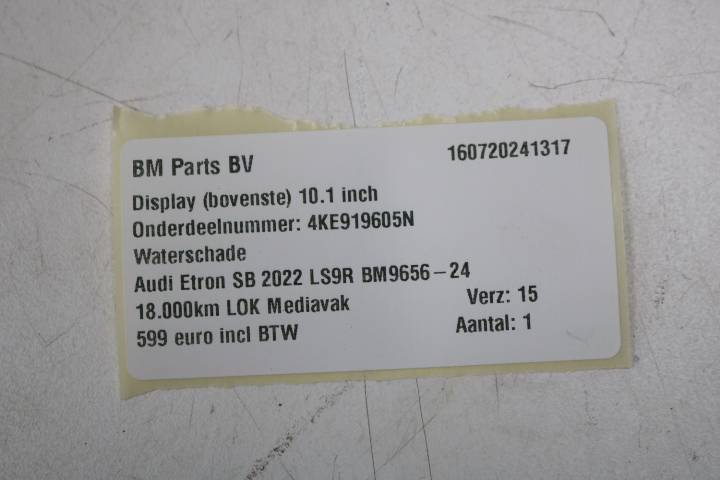 BM Parts BV 160720241317
Display (bovenste) 10.1 inch
Onderdeelnummer: 4KE919605N
Waterschade
Audi Etron SB 2022 LS9R BM9656-24
18.000km LOK Mediavak Verz: 15
599 euro incl BTW Aantal: 1